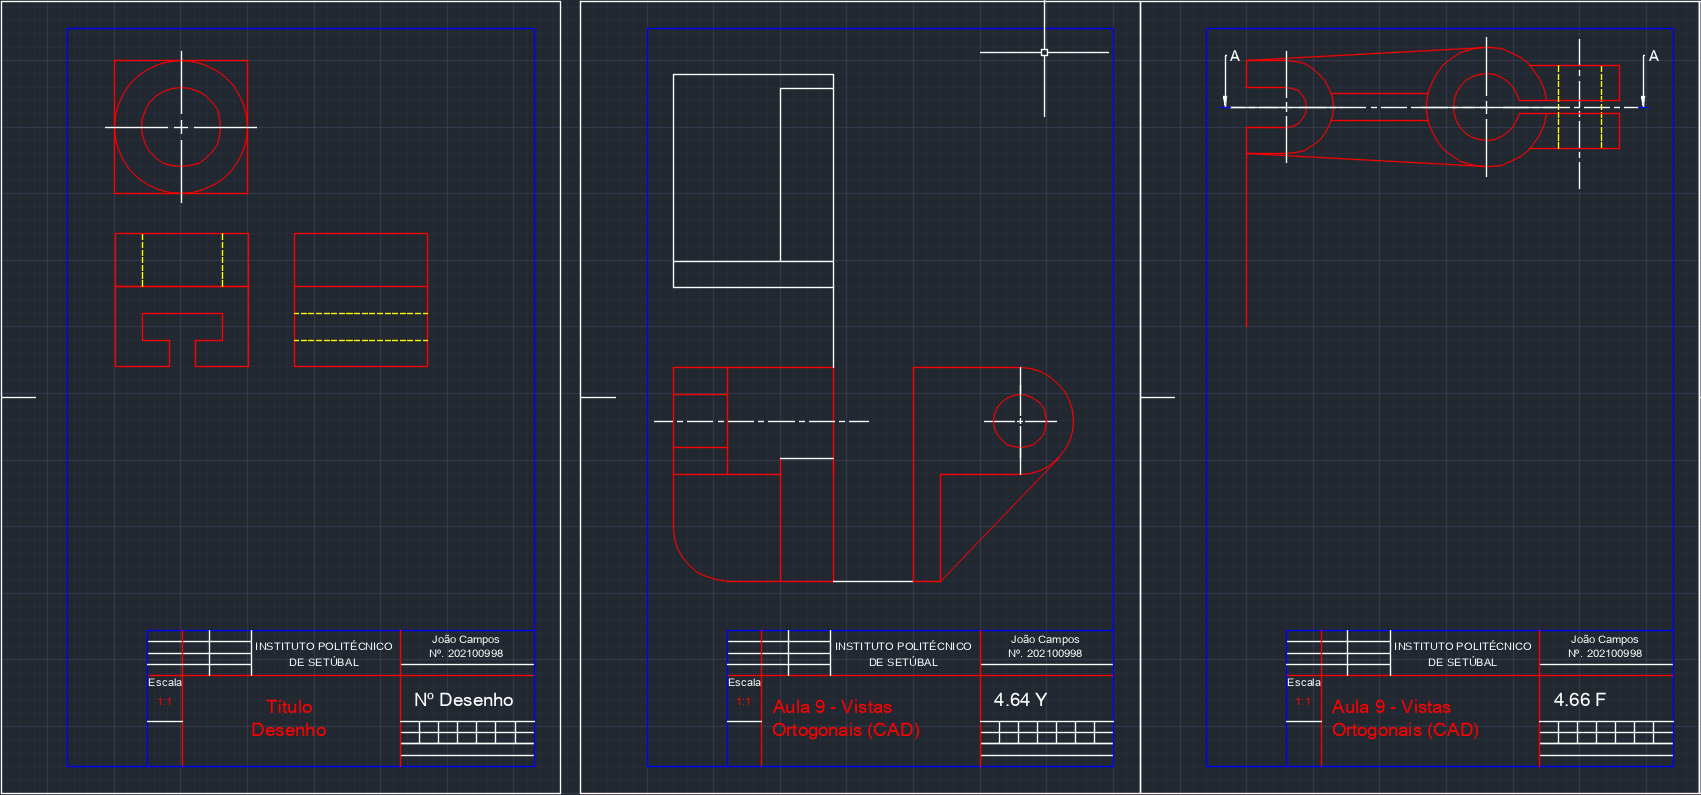 A
A
INSTITUTO POLITÉCNICO
DE SETÚBAL
João Campos
Nº. 202100998
Escala
1:1
Título
Desenho
Nº Desenho
INSTITUTO POLITÉCNICO
DE SETÚBAL
João Campos
Nº. 202100998
Escala
1:1
Aula 9 - Vistas
Ortogonais (CAD)
4.64 Y
INSTITUTO POLITÉCNICO
DE SETÚBAL
João Campos
Nº. 202100998
Escala
1:1
Aula 9 - Vistas
Ortogonais (CAD)
4.66 F